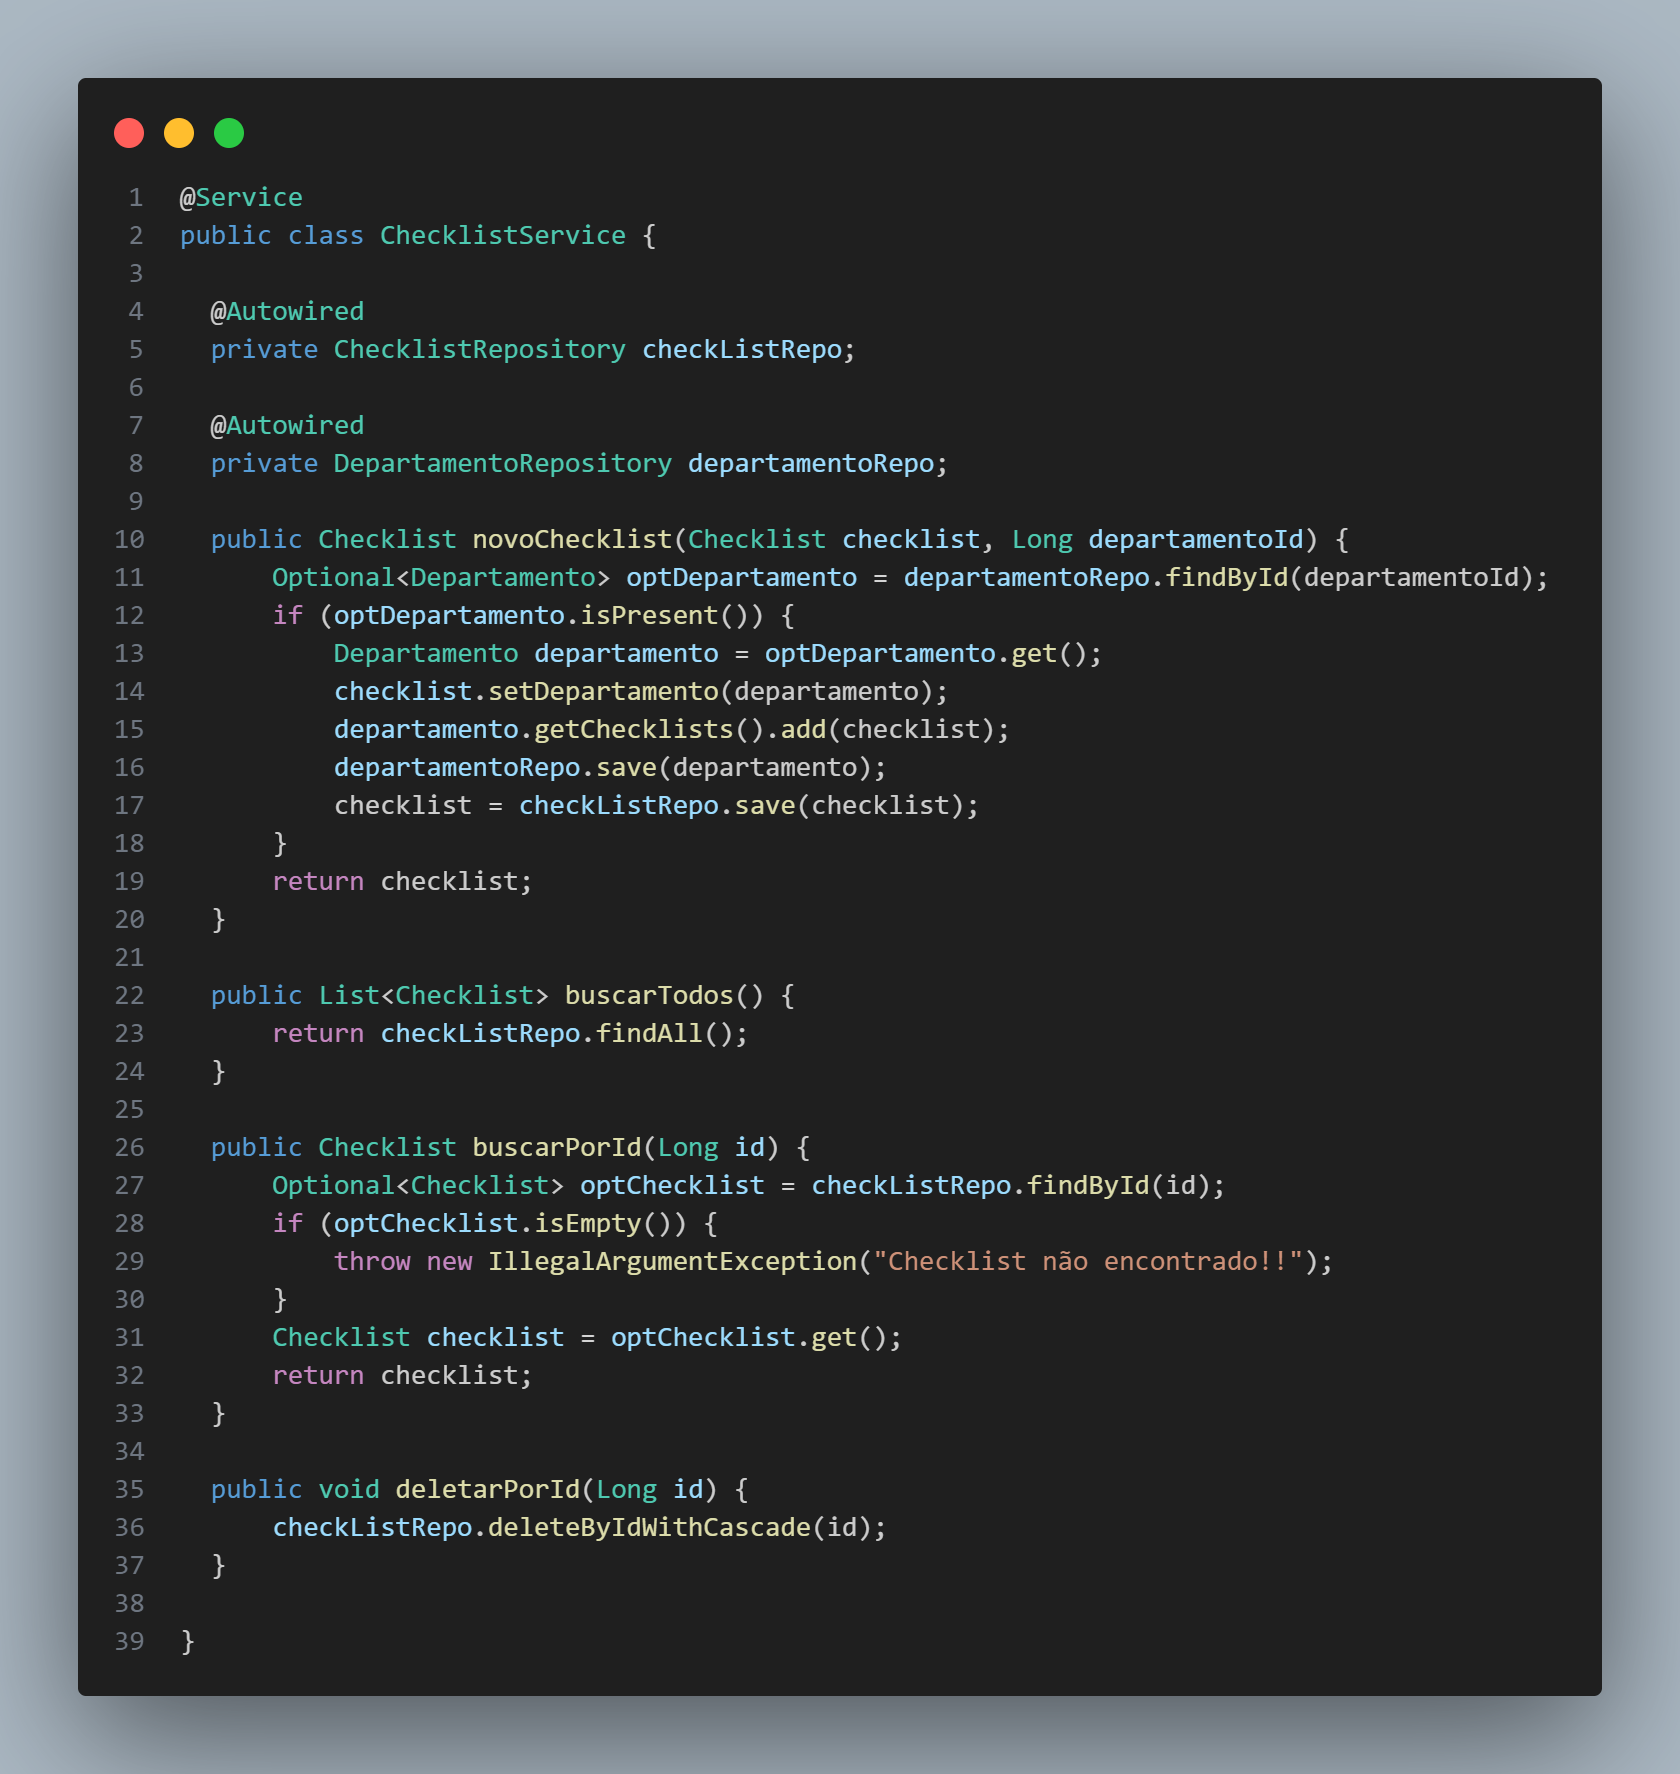 1 @Service
2 public class ChecklistService {
3
4 @Autowired
5 private ChecklistRepository checkListRepo;
6
7 @Autowired
8 private DepartamentoRepository departamentoRepo;
9
10 public Checklist novoChecklist(Checklist checklist, Long departamentoId) {
11 Optional<Departamento> optDepartamento = departamentoRepo.findById(departamentoId);
12 if (optDepartamento.isPresent()) {
13 Departamento departamento = optDepartamento.get();
14 checklist.setDepartamento(departamento);
15 departamento.getChecklists().add(checklist);
16 departamentoRepo.save(departamento);
17 checklist = checkListRepo.save(checklist);
18 }
19 return checklist;
20 }
21
22 public List<Checklist> buscarTodos() {
23 return checkListRepo.findAll();
24 }
25
26 public Checklist buscarPorId(Long id) {
27 Optional<Checklist> optChecklist = checkListRepo.findById(id);
28 if (optChecklist.isEmpty()) {
29 throw new IllegalArgumentException("Checklist não encontrado!!");
30 }
31 Checklist checklist = optChecklist.get();
32 return checklist;
33 }
34
35 public void deletarPorId(Long id) {
36 checkListRepo.deleteByIdWithCascade(id);
37 }
38
39 }